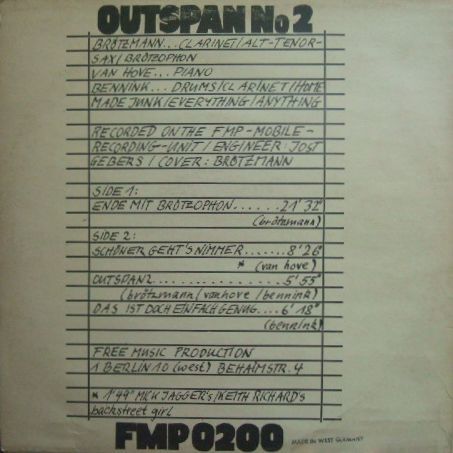 OUTSPAN No 2
BRÖTZMANN... CLARINET/ALT-TENOR-
SAX/BRÖTZOPHON
VAN HOVE... PIANO
BENNINK... DRUMS/CLARINET/HOME
MADE JUNK/EVERYTHING/ANYTHING
RECORDED ON THE FMP-MOBILE-
RECORDING-UNIT/ENGINEER: JOST
GEBERS/COVER: BRÖTZMANN
SIDE 1:
ENDE MIT BRÖTZOPHON......21'32"
(brötzmann)
SIDE 2:
SCHÖNER GEHT'S NIMMER.......8'26"
* (van hove)
OUTSPAN 2................5'55"
(brötzmann/vanhove/bennink)
DAS IST DOCH EINFACH GENUG....6'18"
(bennink)
FREE MUSIC PRODUCTION
1 BERLIN 10 (west) BEHAIMSTR. 4
* 1'49" MICK JAGGER's/KEITH RICHARD's
backstreet girl
FMP0200
MADE IN WEST GERMANY